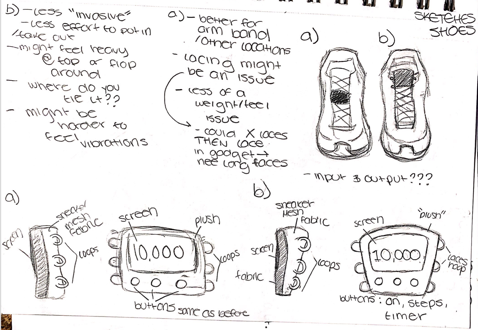 b) - less "invasive"
- less effort to put in
/take out
- might feel heavy
@ top or flop
around
- where do you
tie it??
- might be
harder to
feel vibrations
a) - better for
arm band
/other locations
- lacing might
be an issue
- less of a
weight/feel
issue
- could X laces
THEN lace
in gadget →
need long laces
SKETCHES
SHOES
a)
b)
- input & output???
a)
sneaker
mesh
fabric
screen
loops
screen
plush
10,000
loops
buttons same as before
b)
sneaker
mesh
fabric
screen
loops
fabric
screen
"plush"
10,000
laces
hoop
buttons: on, steps,
timer